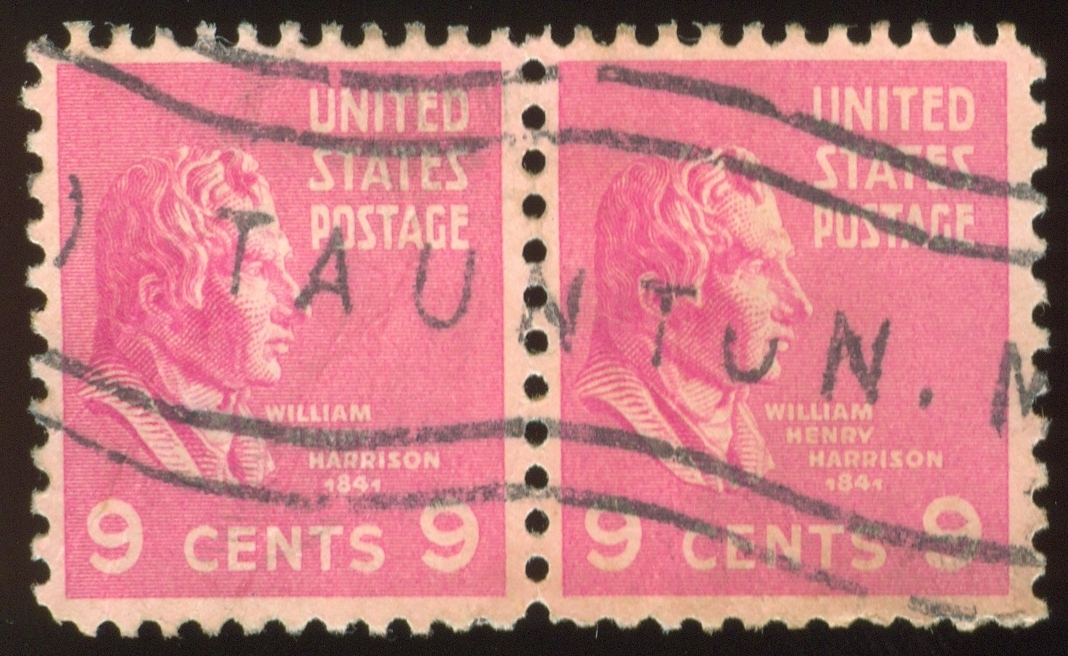 UNITED
STATES
POSTAGE
WILLIAM
HARRISON
1841
9 CENTS 9
UNITED
STATES
POSTAGE
WILLIAM
HENRY
HARRISON
1841
9 CENTS 9
TAUNTON. M